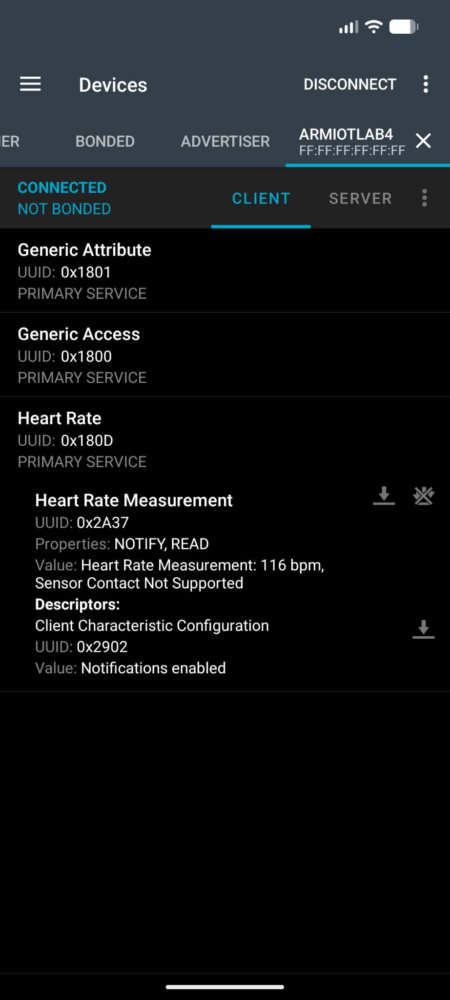 Devices
DISCONNECT
ER
BONDED
ADVERTISER
ARMIOTLAB4
FF:FF:FF:FF:FF:FF
CONNECTED
NOT BONDED
CLIENT
SERVER
Generic Attribute
UUID: 0x1801
PRIMARY SERVICE
Generic Access
UUID: 0x1800
PRIMARY SERVICE
Heart Rate
UUID: 0x180D
PRIMARY SERVICE
Heart Rate Measurement
UUID: 0x2A37
Properties: NOTIFY, READ
Value: Heart Rate Measurement: 116 bpm,
Sensor Contact Not Supported
Descriptors:
Client Characteristic Configuration
UUID: 0x2902
Value: Notifications enabled